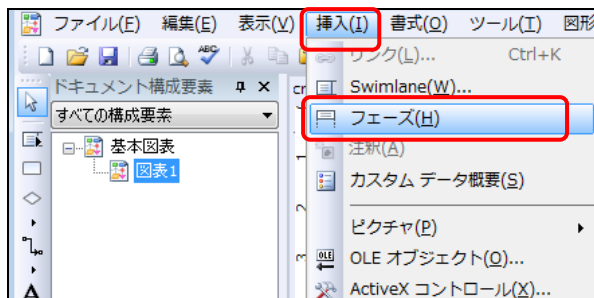 ファイル(F) 編集(E) 表示(V) 挿入(I) 書式(O) ツール(T) 図形
リンク(L)... Ctrl+K
ドキュメント構成要素
Swimlane(W)...
すべての構成要素
フェーズ(H)
基本図表
注釈(A)
図表1
カスタム データ概要(S)
ピクチャ(P)
OLE オブジェクト(O)...
ActiveX コントロール(X)...